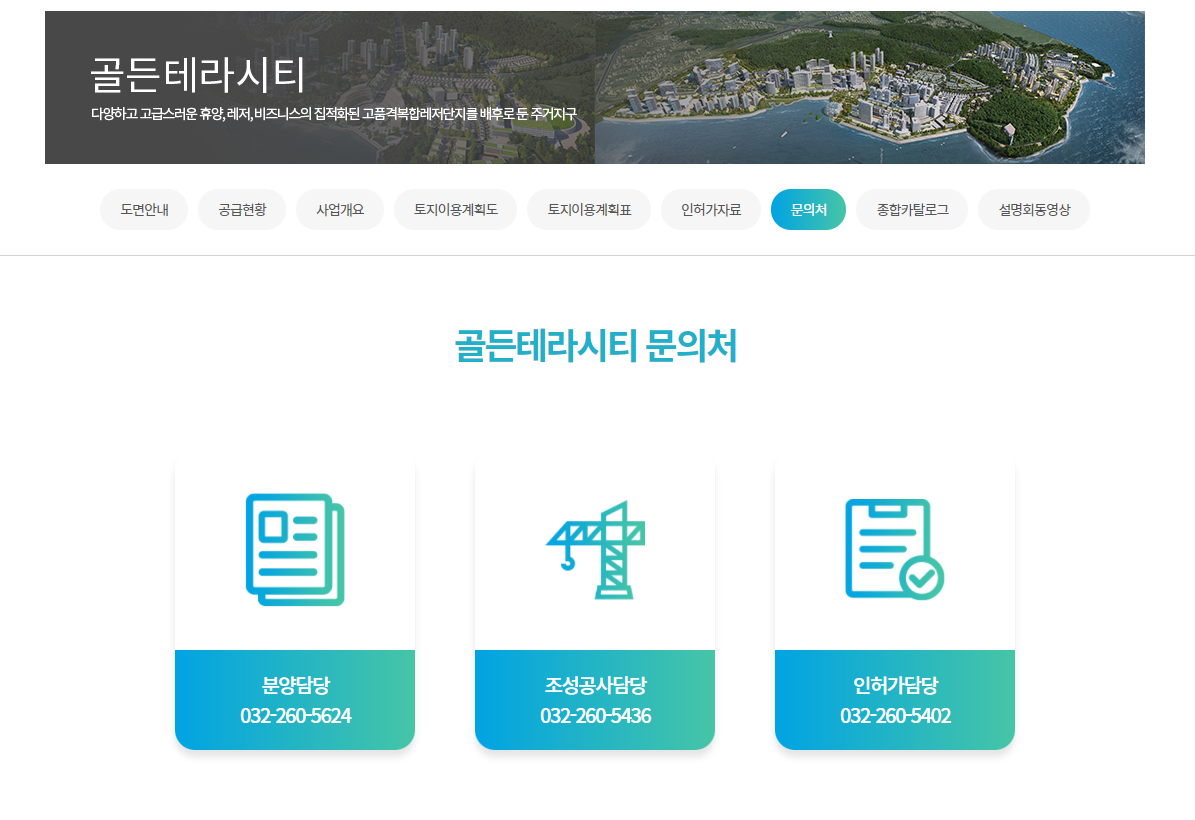 골든테라시티
다양하고 고급스러운 휴양, 레저, 비즈니스의 집적화된 고품격복합레저단지를 배후로 둔 주거지구
도면안내 공급현황 사업개요 토지이용계획도 토지이용계획표 인허가자료 문의처 종합카탈로그 설명회동영상
골든테라시티 문의처
분양담당 조성공사담당 인허가담당
032-260-5624 032-260-5436 032-260-5402